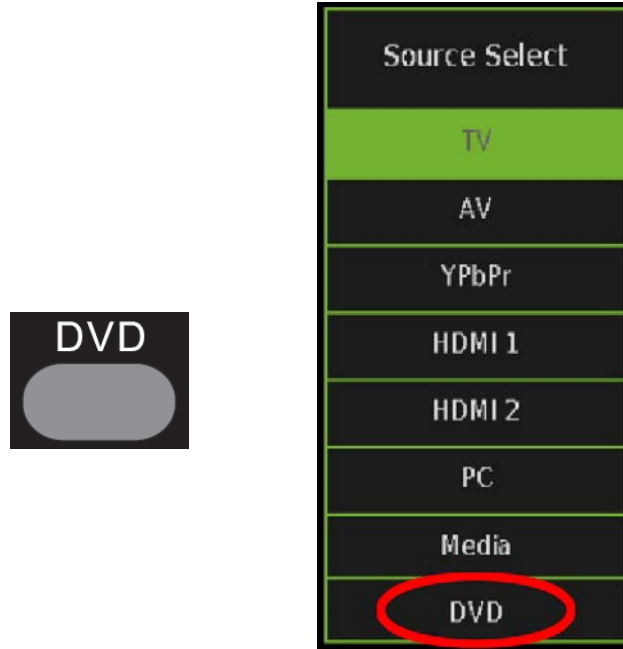 DVD
Source Select
TV
AV
YPbPr
HDMI 1
HDMI 2
PC
Media
DVD